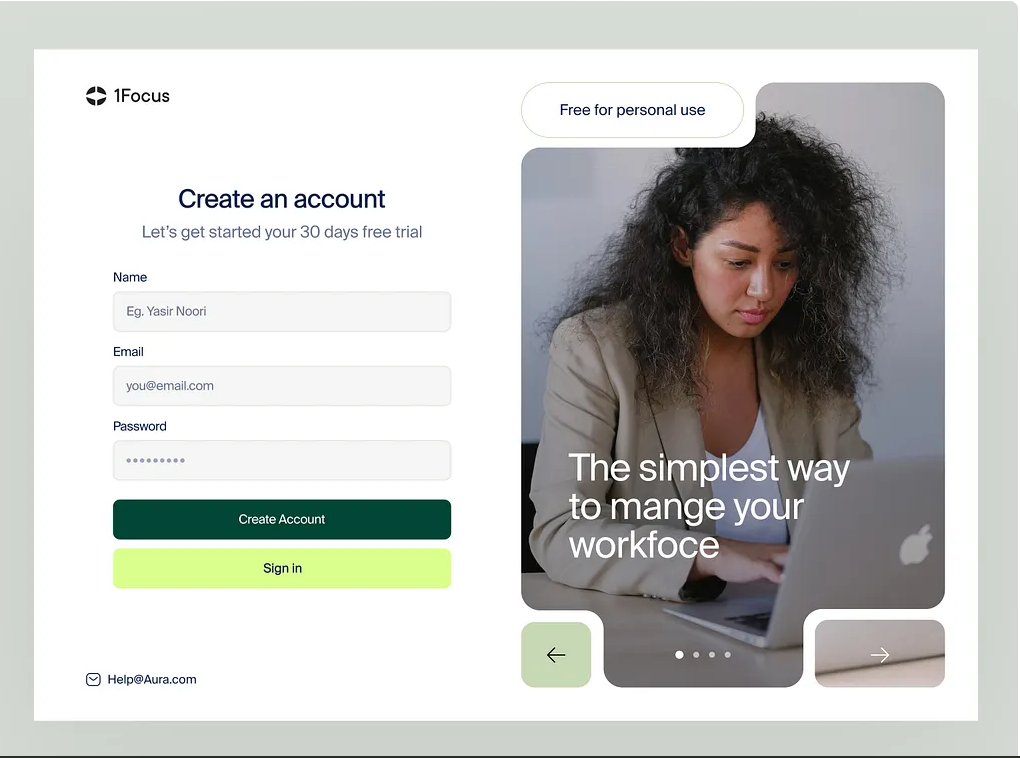 1Focus
Create an account
Let's get started your 30 days free trial
Name
Eg. Yasir Noori
Email
you@email.com
Password
Create Account
Sign in
Help@Aura.com
Free for personal use
The simplest way
to mange your
workfoce